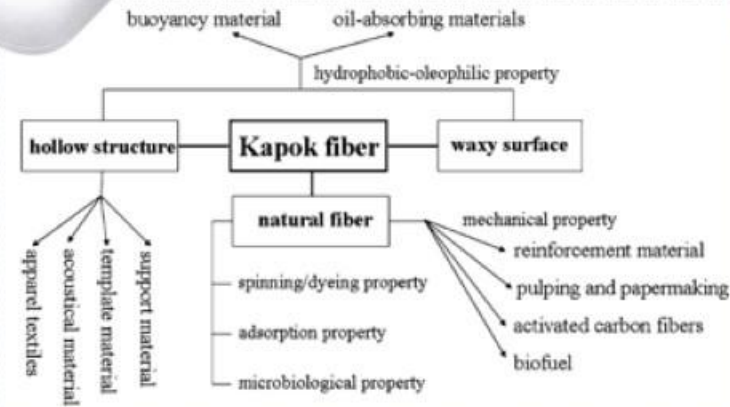 buoyancy material
oil-absorbing materials
hydrophobic-oleophilic property
hollow structure
Kapok fiber
waxy surface
natural fiber
mechanical property
reinforcement material
pulping and papermaking
activated carbon fibers
biofuel
spinning/dyeing property
adsorption property
microbiological property
apparel textiles
acoustical material
template material
support material